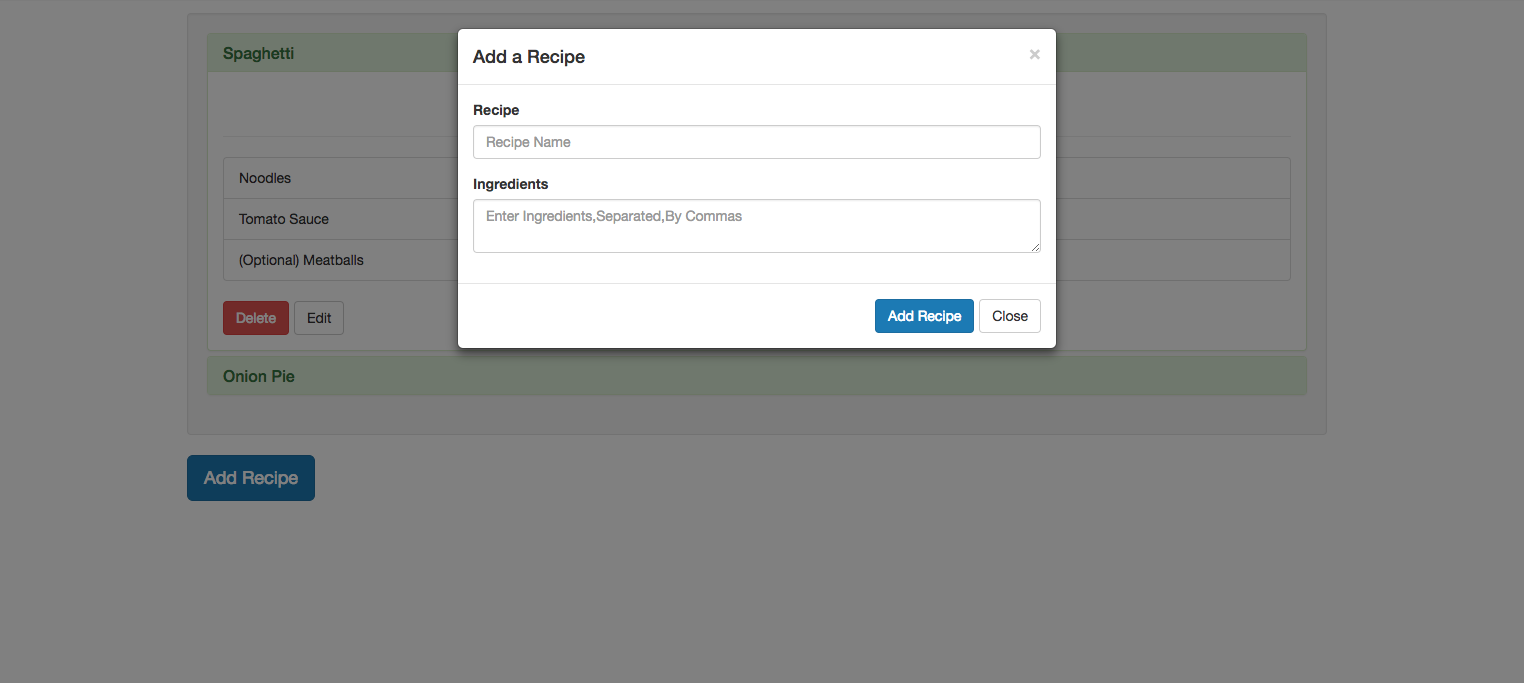 Spaghetti
Add a Recipe ×
Recipe
Recipe Name
Ingredients
Enter Ingredients,Separated,By Commas
Add Recipe Close
Noodles
Tomato Sauce
(Optional) Meatballs
Delete Edit
Onion Pie
Add Recipe